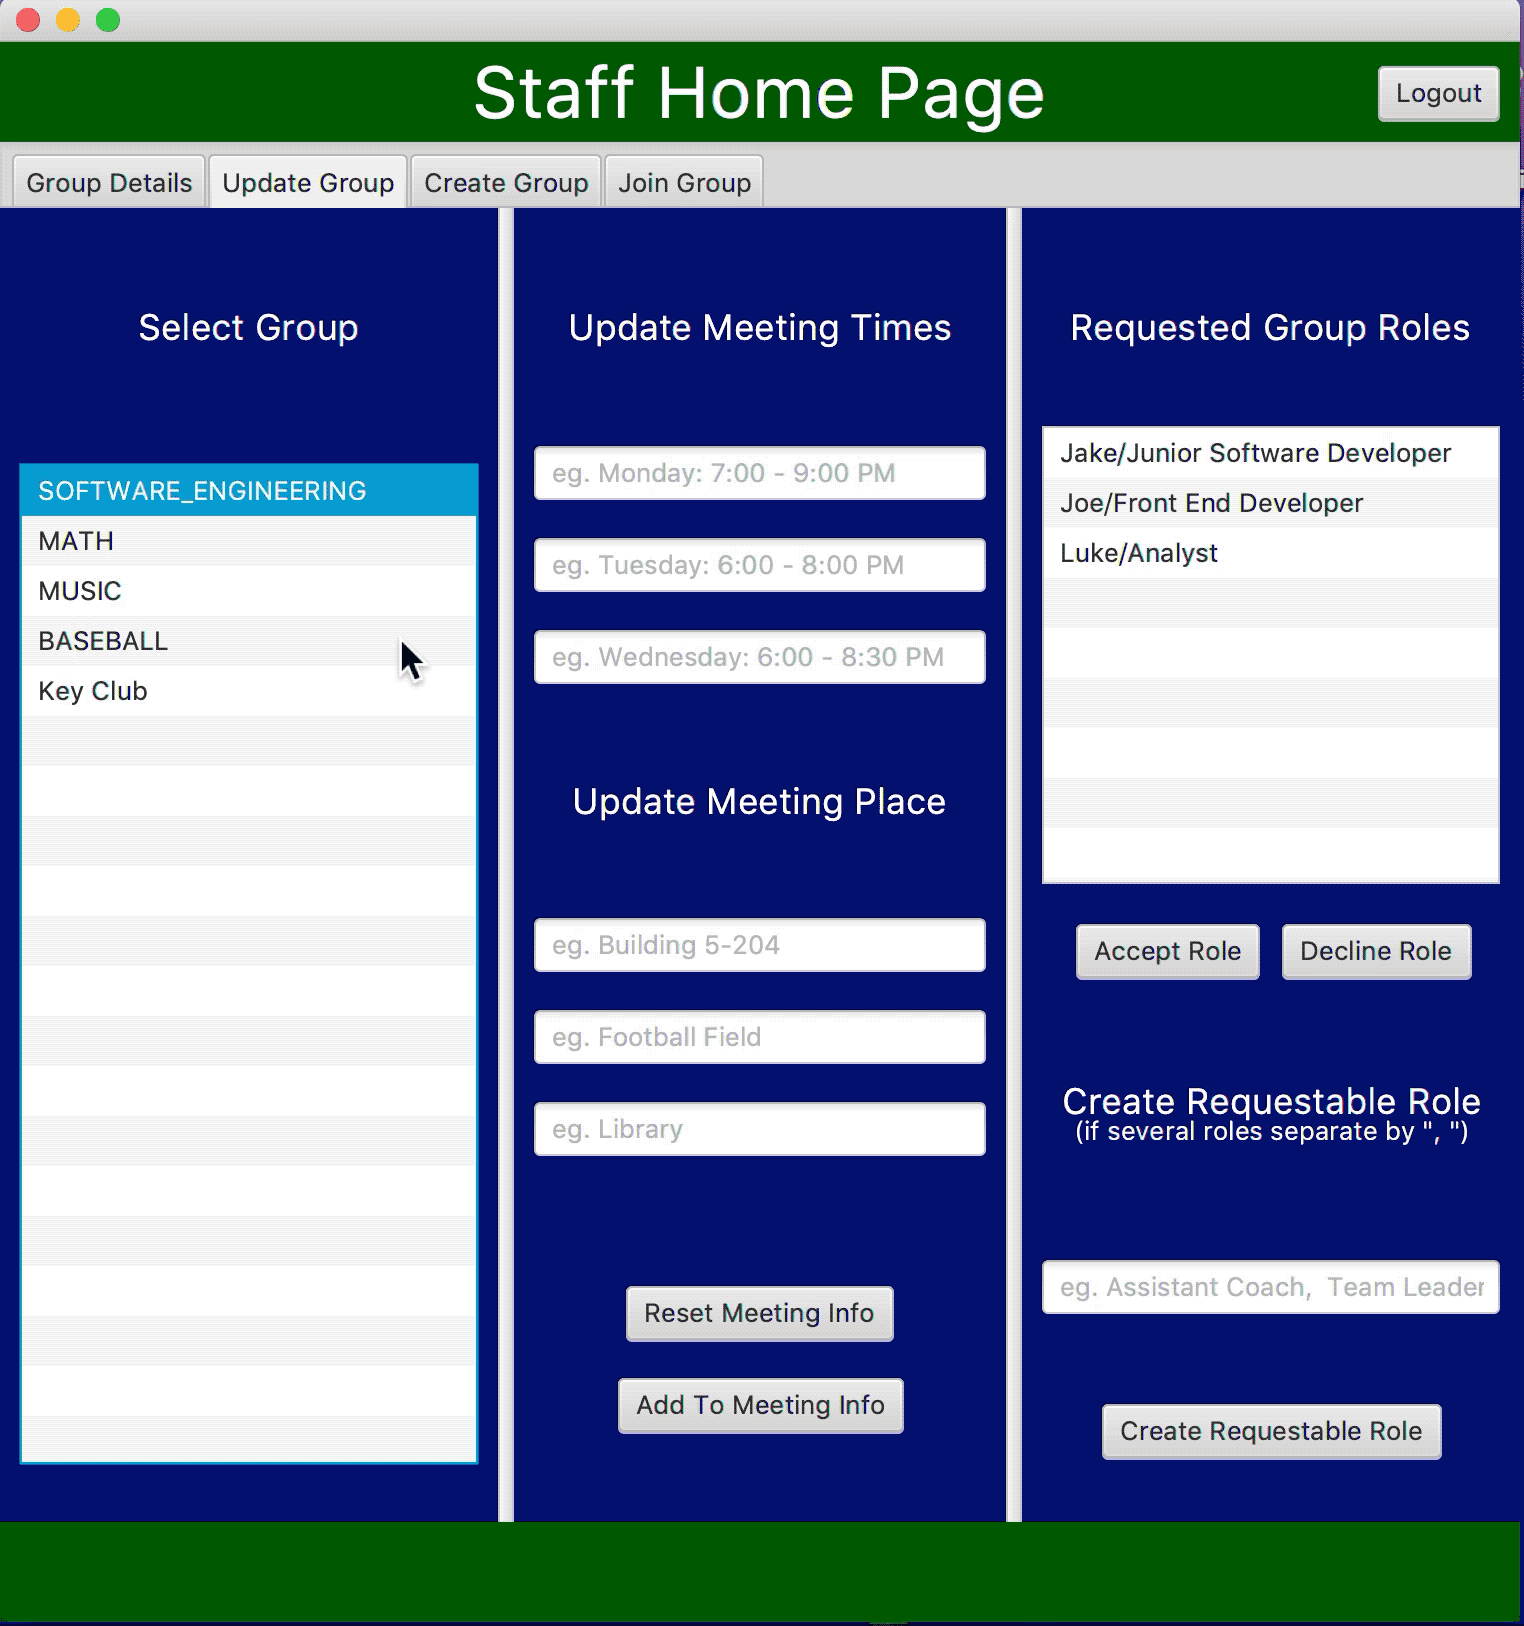 Staff Home Page
Logout
Group Details
Update Group
Create Group
Join Group
Select Group
SOFTWARE_ENGINEERING
MATH
MUSIC
BASEBALL
Key Club
Update Meeting Times
eg. Monday: 7:00 - 9:00 PM
eg. Tuesday: 6:00 - 8:00 PM
eg. Wednesday: 6:00 - 8:30 PM
Update Meeting Place
eg. Building 5-204
eg. Football Field
eg. Library
Reset Meeting Info
Add To Meeting Info
Requested Group Roles
Jake/Junior Software Developer
Joe/Front End Developer
Luke/Analyst
Accept Role
Decline Role
Create Requestable Role
(if several roles separate by ", ")
eg. Assistant Coach,  Team Leader
Create Requestable Role